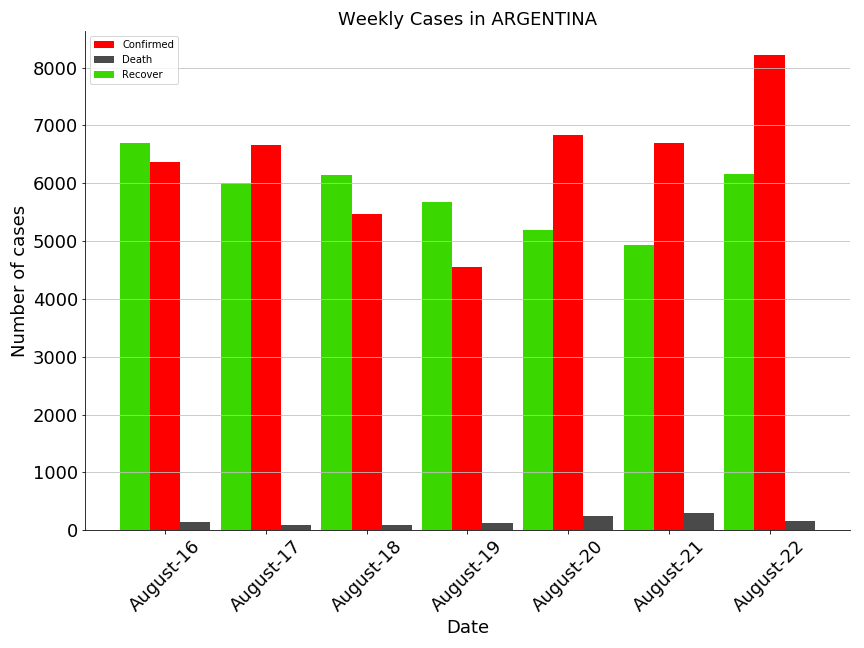 Weekly Cases in ARGENTINA
Confirmed
Death
Recover
Number of cases
8000
7000
6000
5000
4000
3000
2000
1000
0
August-16
August-17
August-18
August-19
August-20
August-21
August-22
Date